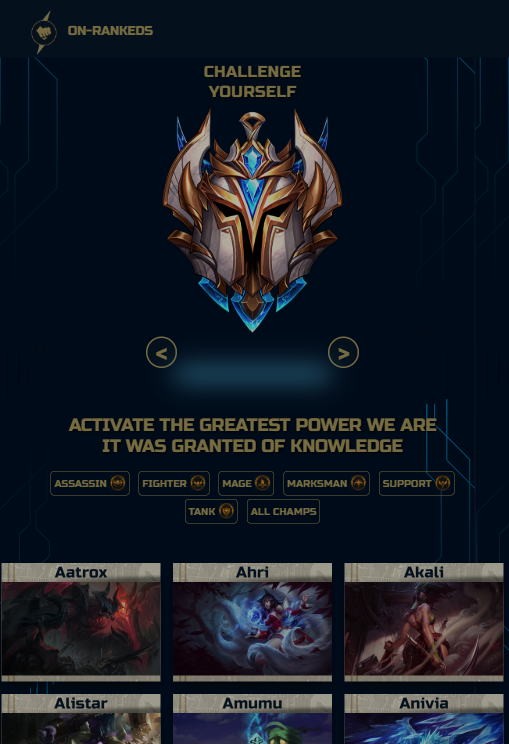 ON-RANKEDS
CHALLENGE
YOURSELF
< >
ACTIVATE THE GREATEST POWER WE ARE
IT WAS GRANTED OF KNOWLEDGE
ASSASSIN FIGHTER MAGE MARKSMAN SUPPORT
TANK ALL CHAMPS
Aatrox Ahri Akali
Alistar Amumu Anivia